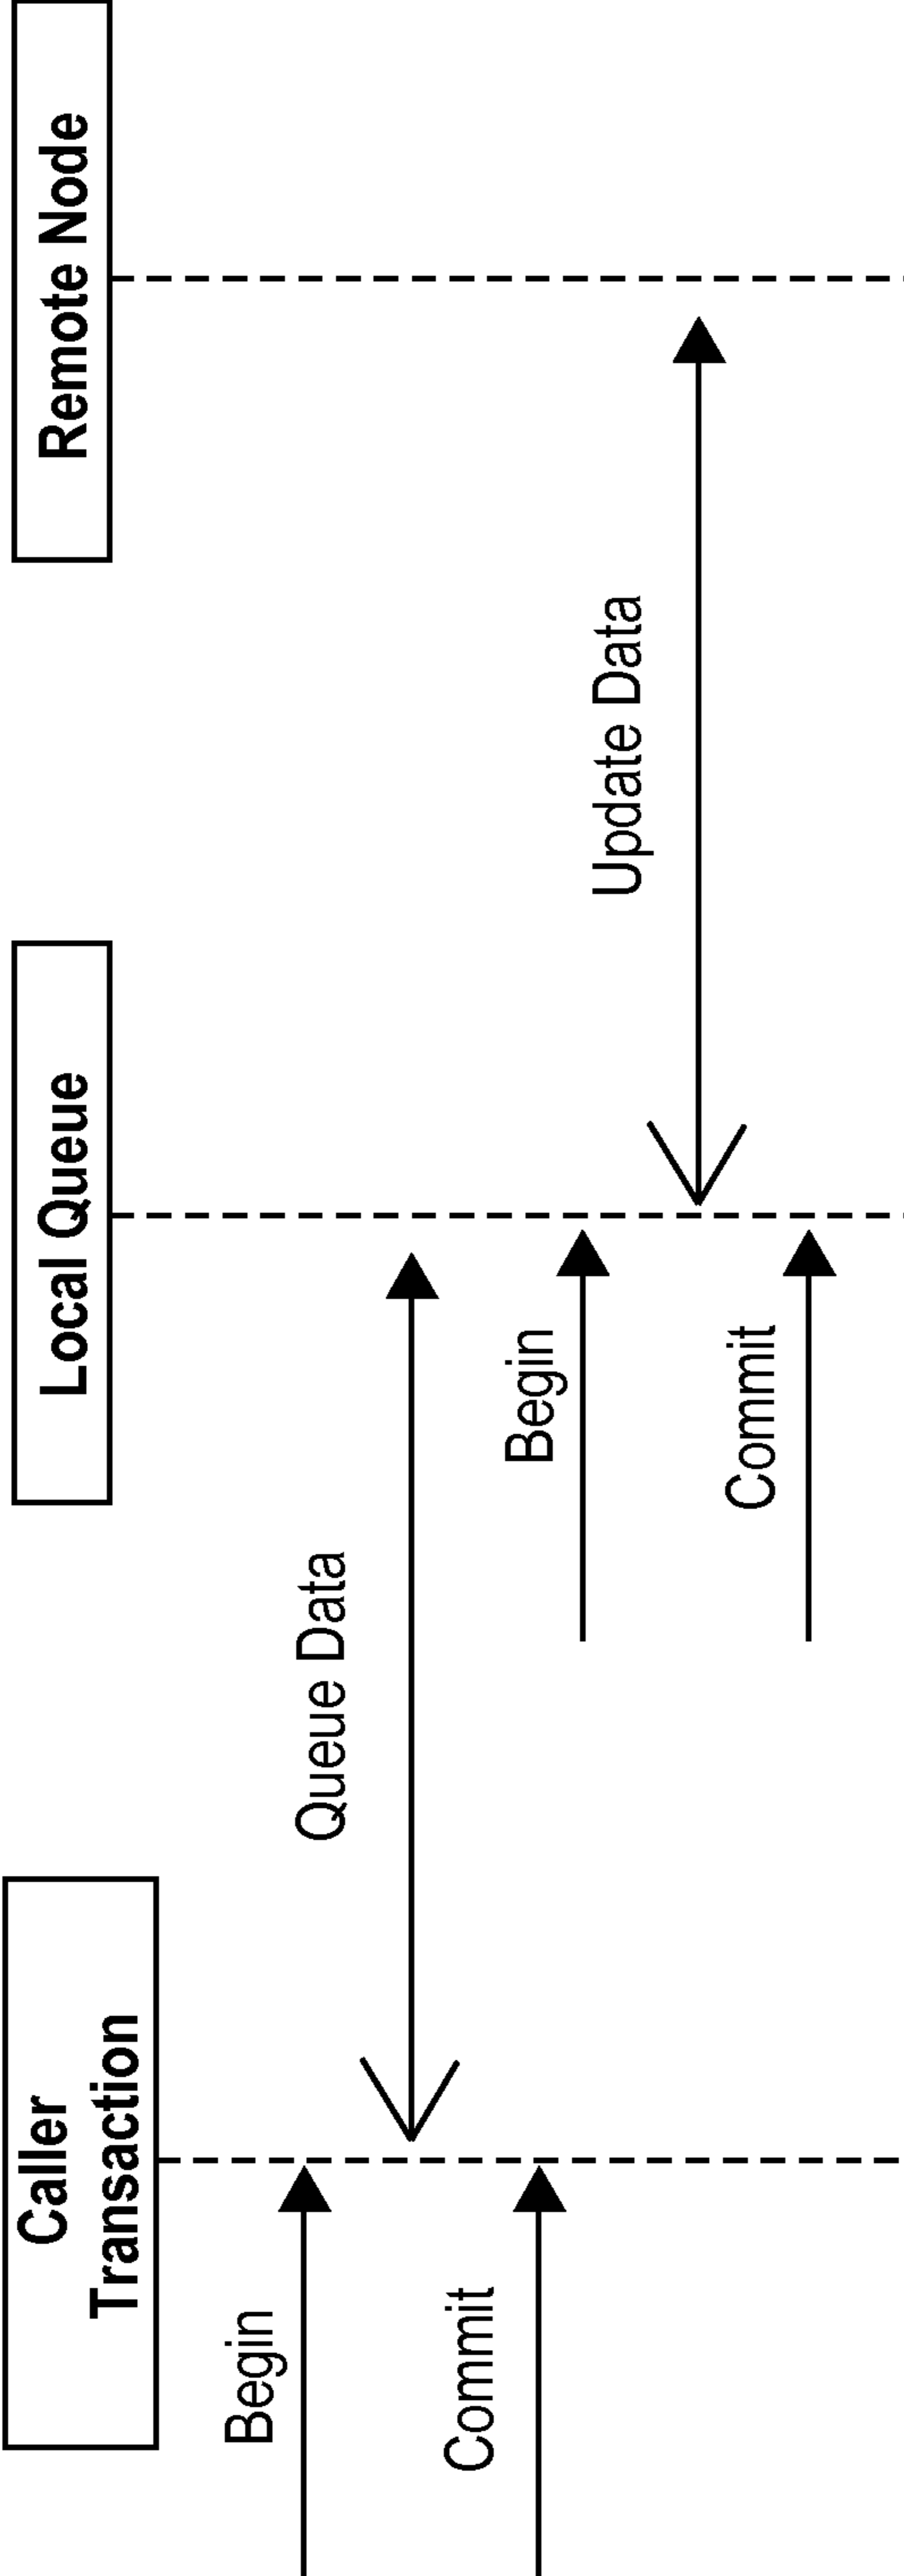 Caller
Transaction
Local Queue
Remote Node
Begin
Queue Data
Commit
Begin
Update Data
Commit